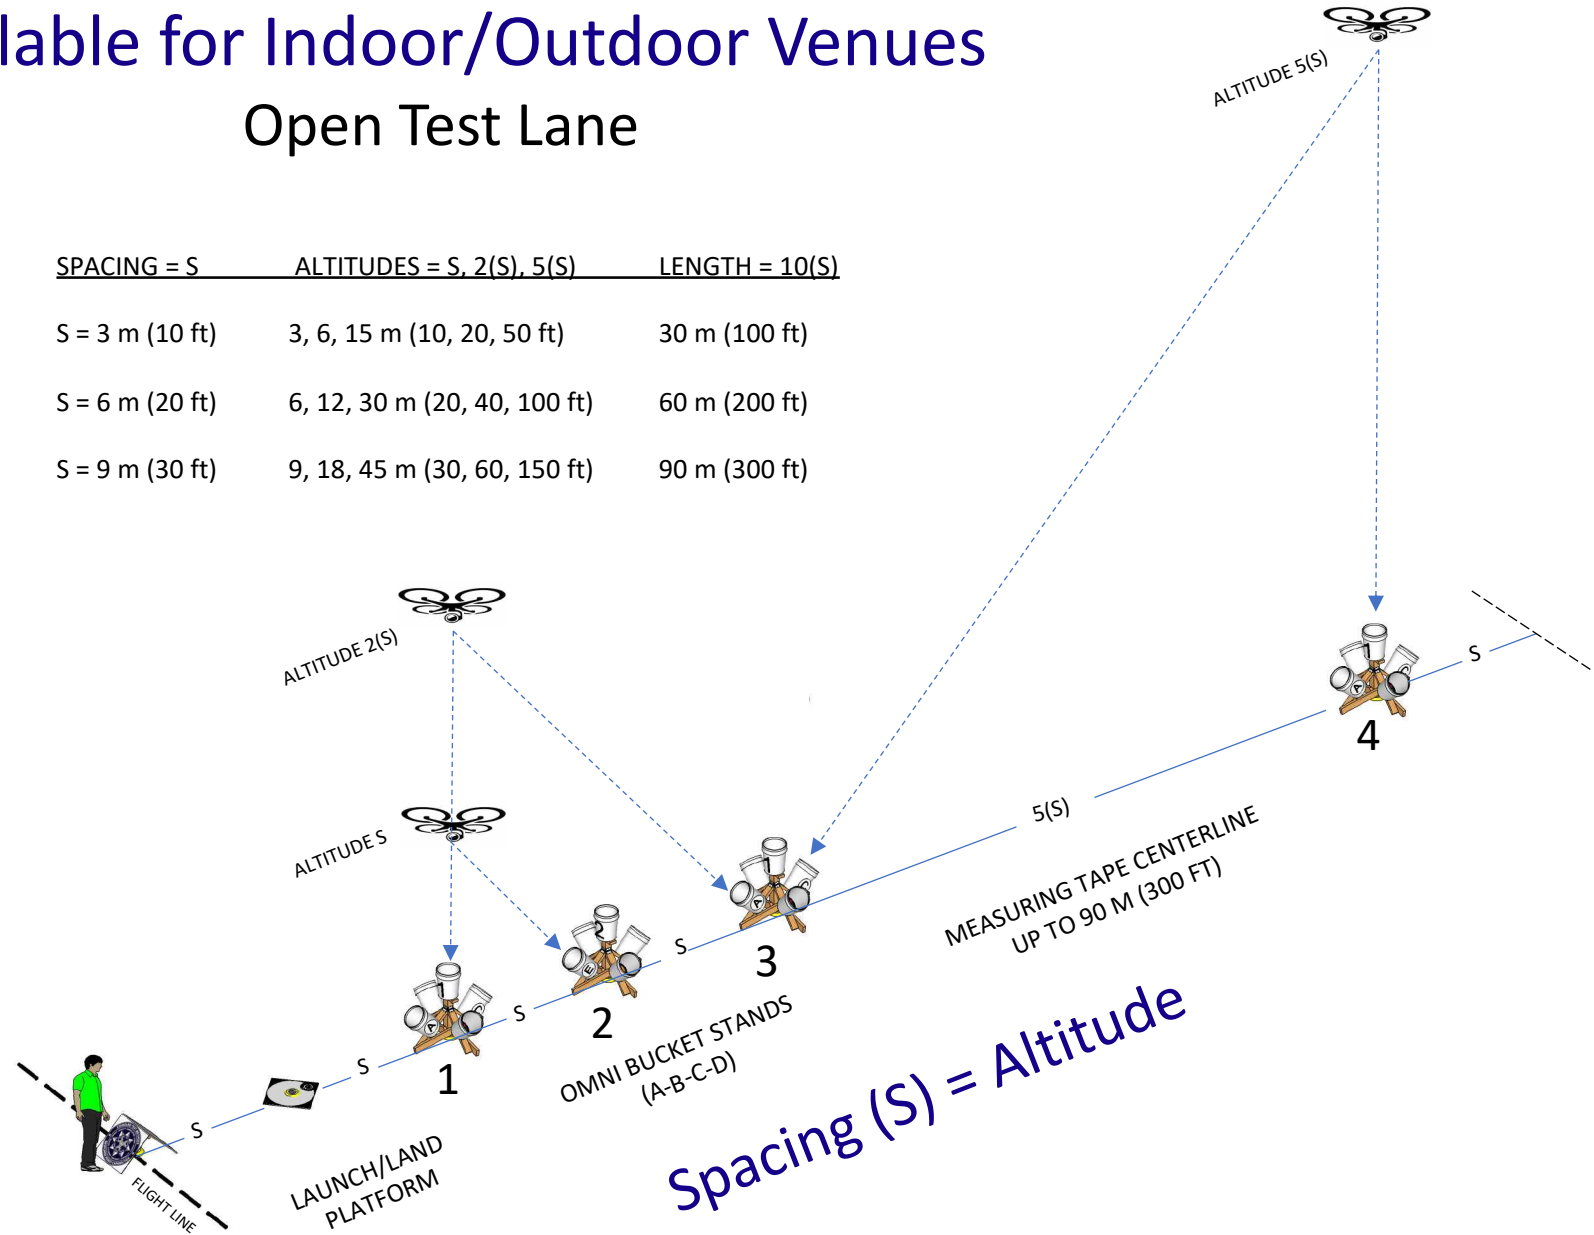 lable for Indoor/Outdoor Venues
Open Test Lane
SPACING = S ALTITUDES = S, 2(S), 5(S) LENGTH = 10(S)
S = 3 m (10 ft) 3, 6, 15 m (10, 20, 50 ft) 30 m (100 ft)
S = 6 m (20 ft) 6, 12, 30 m (20, 40, 100 ft) 60 m (200 ft)
S = 9 m (30 ft) 9, 18, 45 m (30, 60, 150 ft) 90 m (300 ft)
ALTITUDE 5(S)
ALTITUDE 2(S)
ALTITUDE S
S
4
5(S)
MEASURING TAPE CENTERLINE
UP TO 90 M (300 FT)
A
A
S
3
E
S
2
OMNI BUCKET STANDS
(A-B-C-D)
A
S
1
S
LAUNCH/LAND
PLATFORM
FLIGHT LINE
Spacing (S) = Altitude